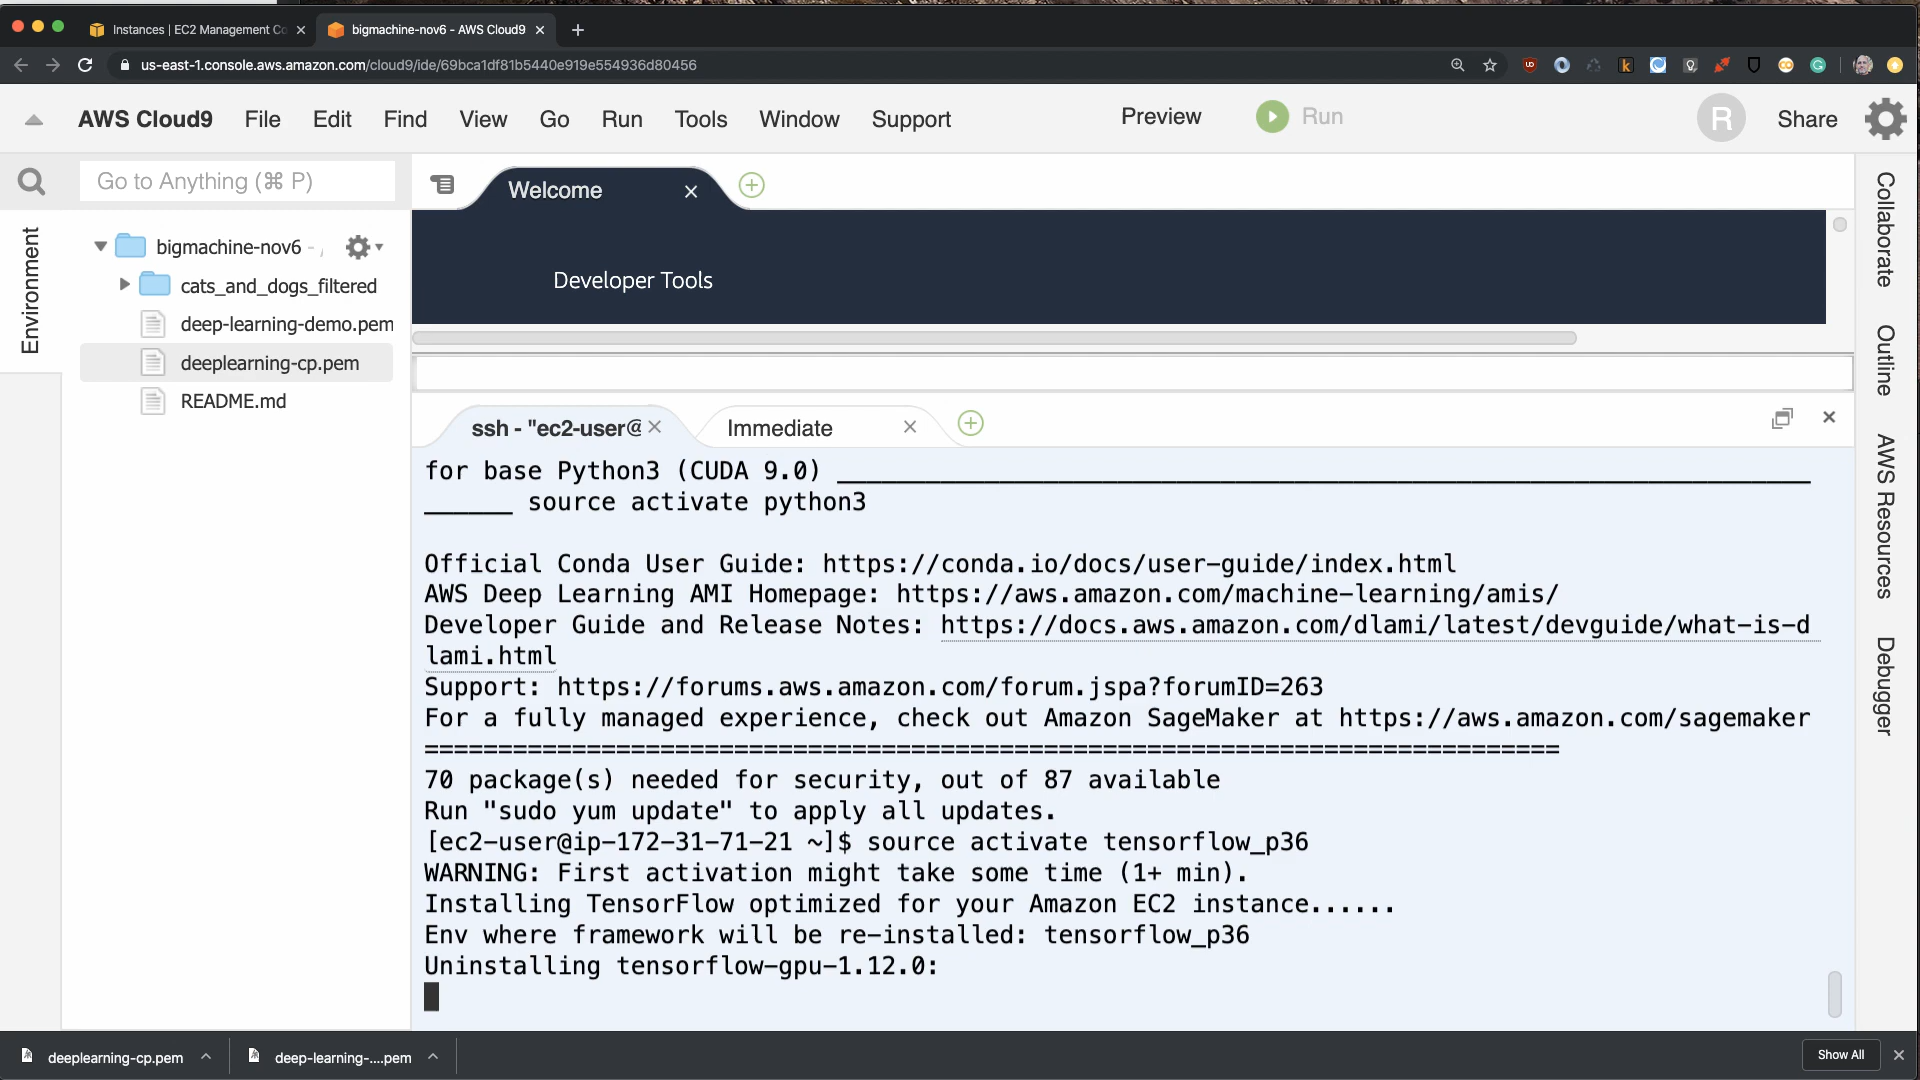 Instances | EC2 Management Co
bigmachine-nov6 - AWS Cloud9
us-east-1.console.aws.amazon.com/cloud9/ide/69bca1df81b5440e919e554936d80456
AWS Cloud9 File Edit Find View Go Run Tools Window Support Preview Run R Share
Go to Anything (⌘ P)
Welcome
Environment
bigmachine-nov6 -
cats_and_dogs_filtered
deep-learning-demo.pem
deeplearning-cp.pem
README.md
Developer Tools
Collaborate
Outline
AWS Resources
Debugger
ssh - "ec2-user@ Immediate
for base Python3 (CUDA 9.0) __________________________________________________________________
______ source activate python3
Official Conda User Guide: https://conda.io/docs/user-guide/index.html
AWS Deep Learning AMI Homepage: https://aws.amazon.com/machine-learning/amis/
Developer Guide and Release Notes: https://docs.aws.amazon.com/dlami/latest/devguide/what-is-d
lami.html
Support: https://forums.aws.amazon.com/forum.jspa?forumID=263
For a fully managed experience, check out Amazon SageMaker at https://aws.amazon.com/sagemaker
=============================================================================
70 package(s) needed for security, out of 87 available
Run "sudo yum update" to apply all updates.
[ec2-user@ip-172-31-71-21 ~]$ source activate tensorflow_p36
WARNING: First activation might take some time (1+ min).
Installing TensorFlow optimized for your Amazon EC2 instance......
Env where framework will be re-installed: tensorflow_p36
Uninstalling tensorflow-gpu-1.12.0:
deeplearning-cp.pem
deep-learning-....pem
Show All